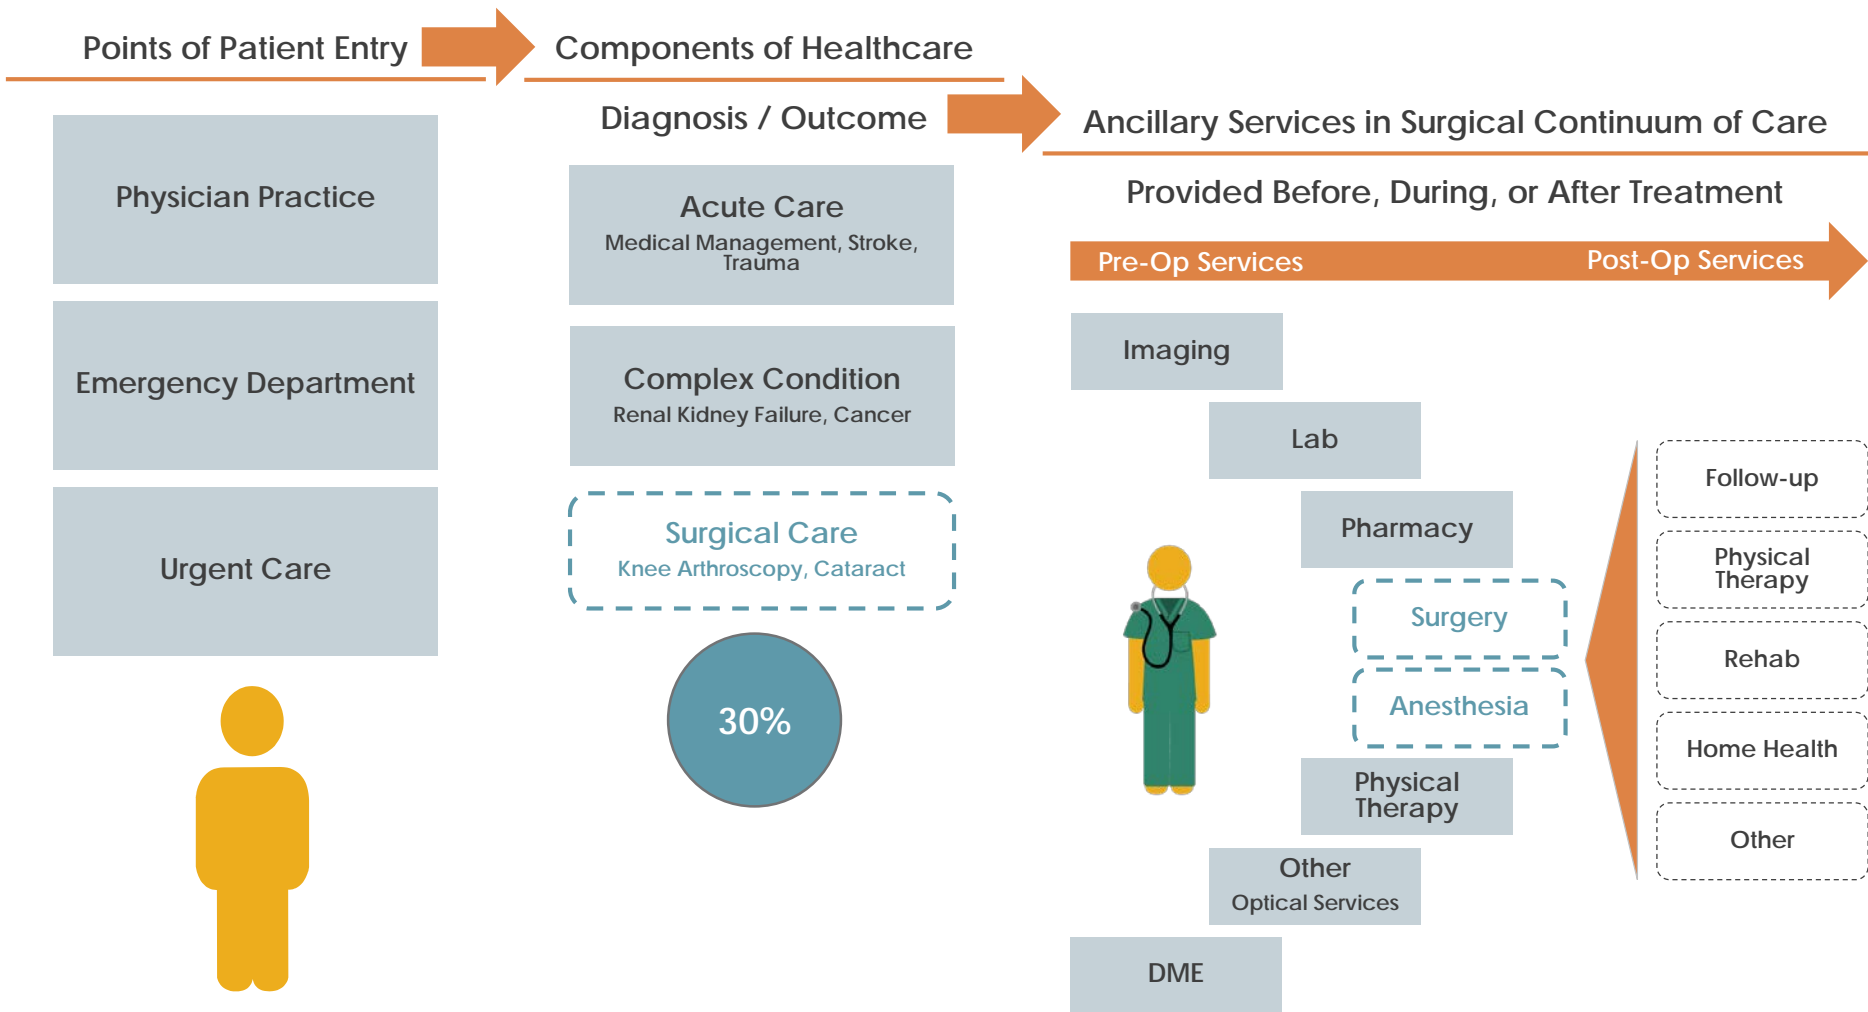 Points of Patient Entry
Physician Practice
Emergency Department
Urgent Care
Components of Healthcare
Diagnosis / Outcome
Acute Care
Medical Management, Stroke,
Trauma
Complex Condition
Renal Kidney Failure, Cancer
Surgical Care
Knee Arthroscopy, Cataract
30%
Ancillary Services in Surgical Continuum of Care
Provided Before, During, or After Treatment
Pre-Op Services
Post-Op Services
Imaging
Lab
Pharmacy
Surgery
Anesthesia
Physical
Therapy
Other
Optical Services
DME
Follow-up
Physical
Therapy
Rehab
Home Health
Other